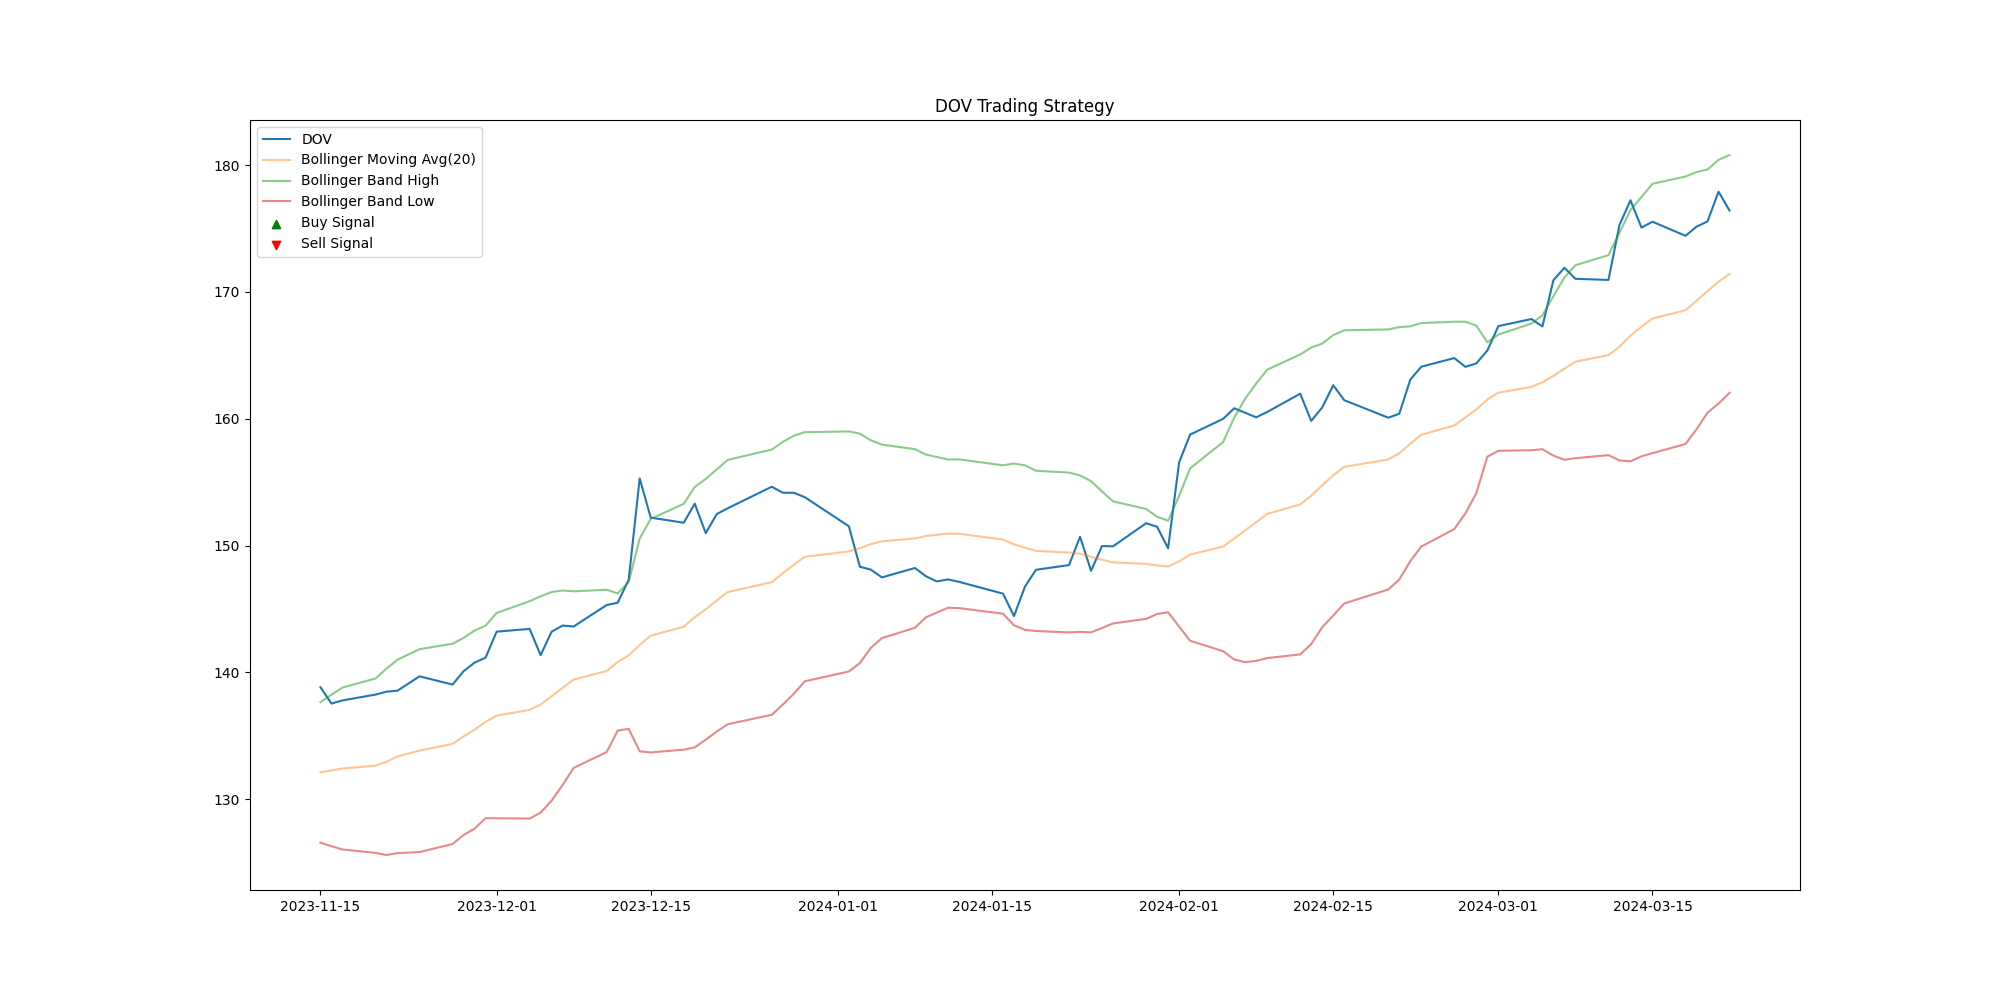 DOV Trading Strategy
DOV
Bollinger Moving Avg(20)
Bollinger Band High
Bollinger Band Low
Buy Signal
Sell Signal
180
170
160
150
140
130
2023-11-15 2023-12-01 2023-12-15 2024-01-01 2024-01-15 2024-02-01 2024-02-15 2024-03-01 2024-03-15